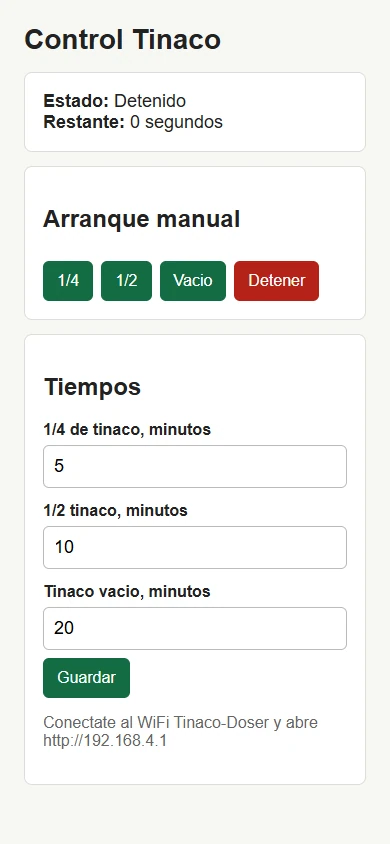 Control Tinaco
Estado: Detenido
Restante: 0 segundos
Arranque manual
1/4 1/2 Vacio Detener
Tiempos
1/4 de tinaco, minutos
5
1/2 tinaco, minutos
10
Tinaco vacio, minutos
20
Guardar
Conectate al WiFi Tinaco-Doser y abre
http://192.168.4.1